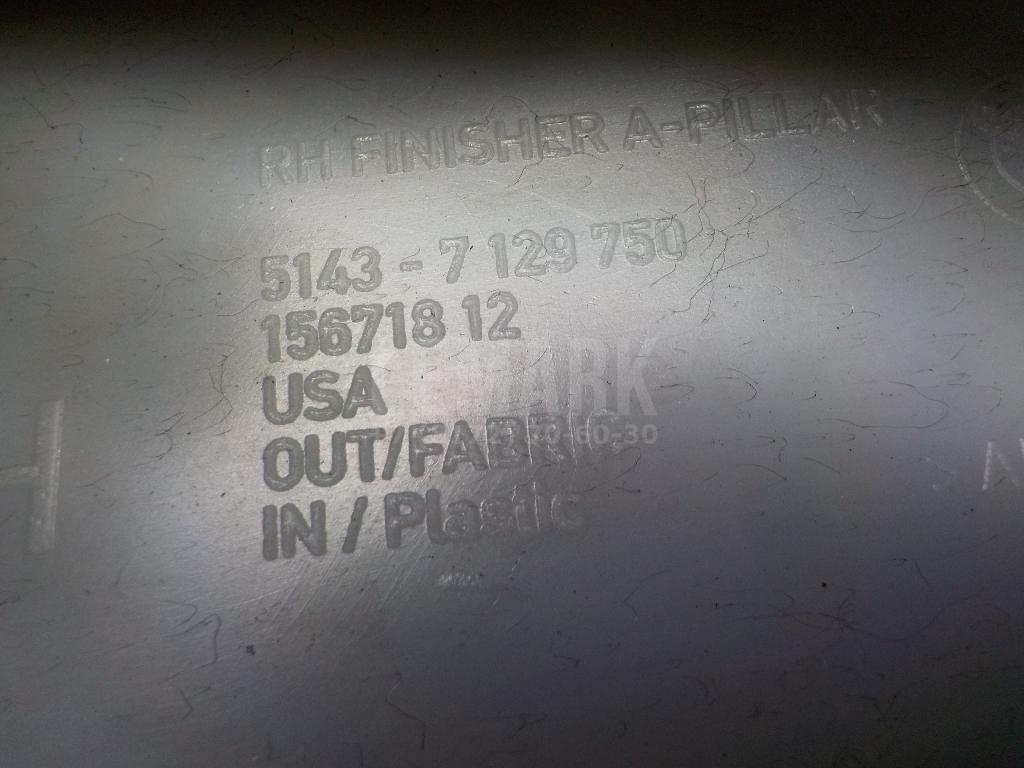 RH FINISHER A-PILLAR
5143 - 7 129 750
156718 12
USA
OUT/FABRIC
IN / Plastic